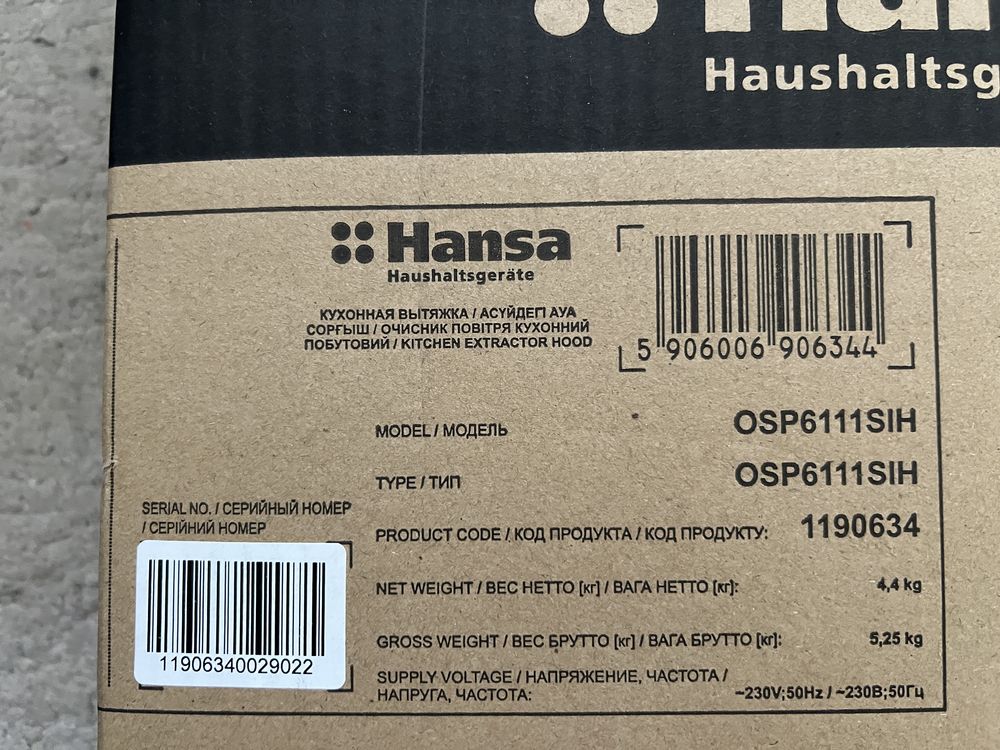 Haushaltsg
Hansa
Haushaltsgeräte
КУХОННАЯ ВЫТЯЖКА / АСҮЙДЕГІ АУА
СОРҒЫШ / ОЧИСНИК ПОВІТРЯ КУХОННИЙ
ПОБУТОВИЙ / KITCHEN EXTRACTOR HOOD
5 906006 906344
MODEL / МОДЕЛЬ OSP6111SIH
TYPE / ТИП OSP6111SIH
SERIAL NO. / СЕРИЙНЫЙ НОМЕР
/ СЕРІЙНИЙ НОМЕР
11906340029022
PRODUCT CODE / КОД ПРОДУКТА / КОД ПРОДУКТУ: 1190634
NET WEIGHT / ВЕС НЕТТО [кг] / ВАГА НЕТТО [кг]: 4,4 kg
GROSS WEIGHT / ВЕС БРУТТО [кг] / ВАГА БРУТТО [кг]: 5,25 kg
SUPPLY VOLTAGE / НАПРЯЖЕНИЕ, ЧАСТОТА /
НАПРУГА, ЧАСТОТА: ~230V;50Hz / ~230В;50Гц